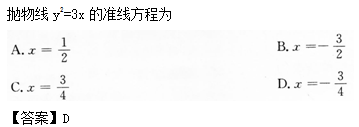 抛物线 y²=3x 的准线方程为
A. x = 1/2 B. x = - 3/2
C. x = 3/4 D. x = - 3/4
【答案】D